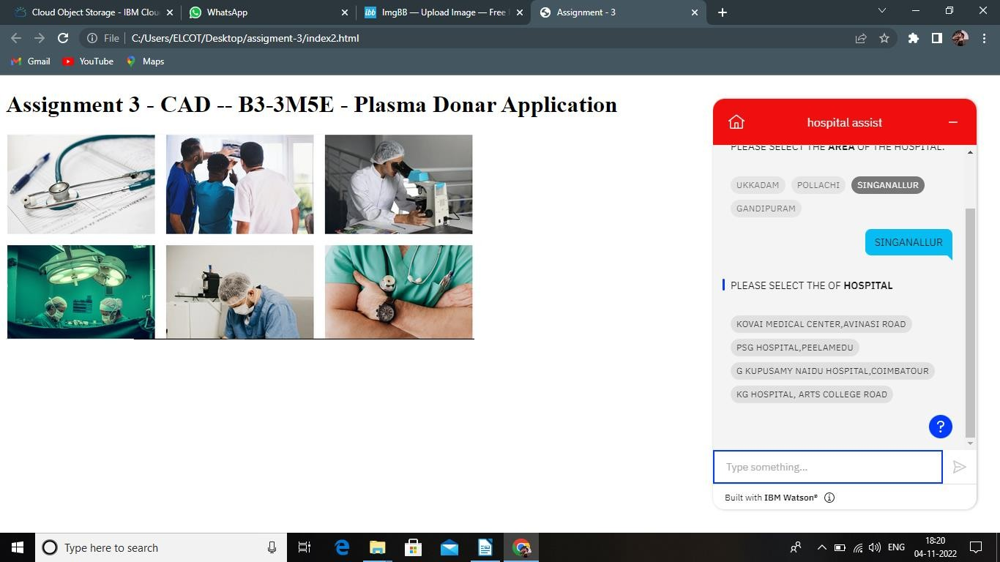 Cloud Object Storage - IBM Clou
WhatsApp
ibb
ImgBB — Upload Image — Free
Assignment - 3
File
C:/Users/ELCOT/Desktop/assigment-3/index2.html
Gmail
YouTube
Maps
Assignment 3 - CAD -- B3-3M5E - Plasma Donar Application
hospital assist
PLEASE SELECT THE AREA OF THE HOSPITAL.
UKKADAM
POLLACHI
SINGANALLUR
GANDIPURAM
SINGANALLUR
PLEASE SELECT THE OF HOSPITAL
KOVAI MEDICAL CENTER,AVINASI ROAD
PSG HOSPITAL,PEELAMEDU
G KUPUSAMY NAIDU HOSPITAL,COIMBATOUR
KG HOSPITAL, ARTS COLLEGE ROAD
?
Type something...
Built with IBM Watson®
Type here to search
ENG
18:20
04-11-2022